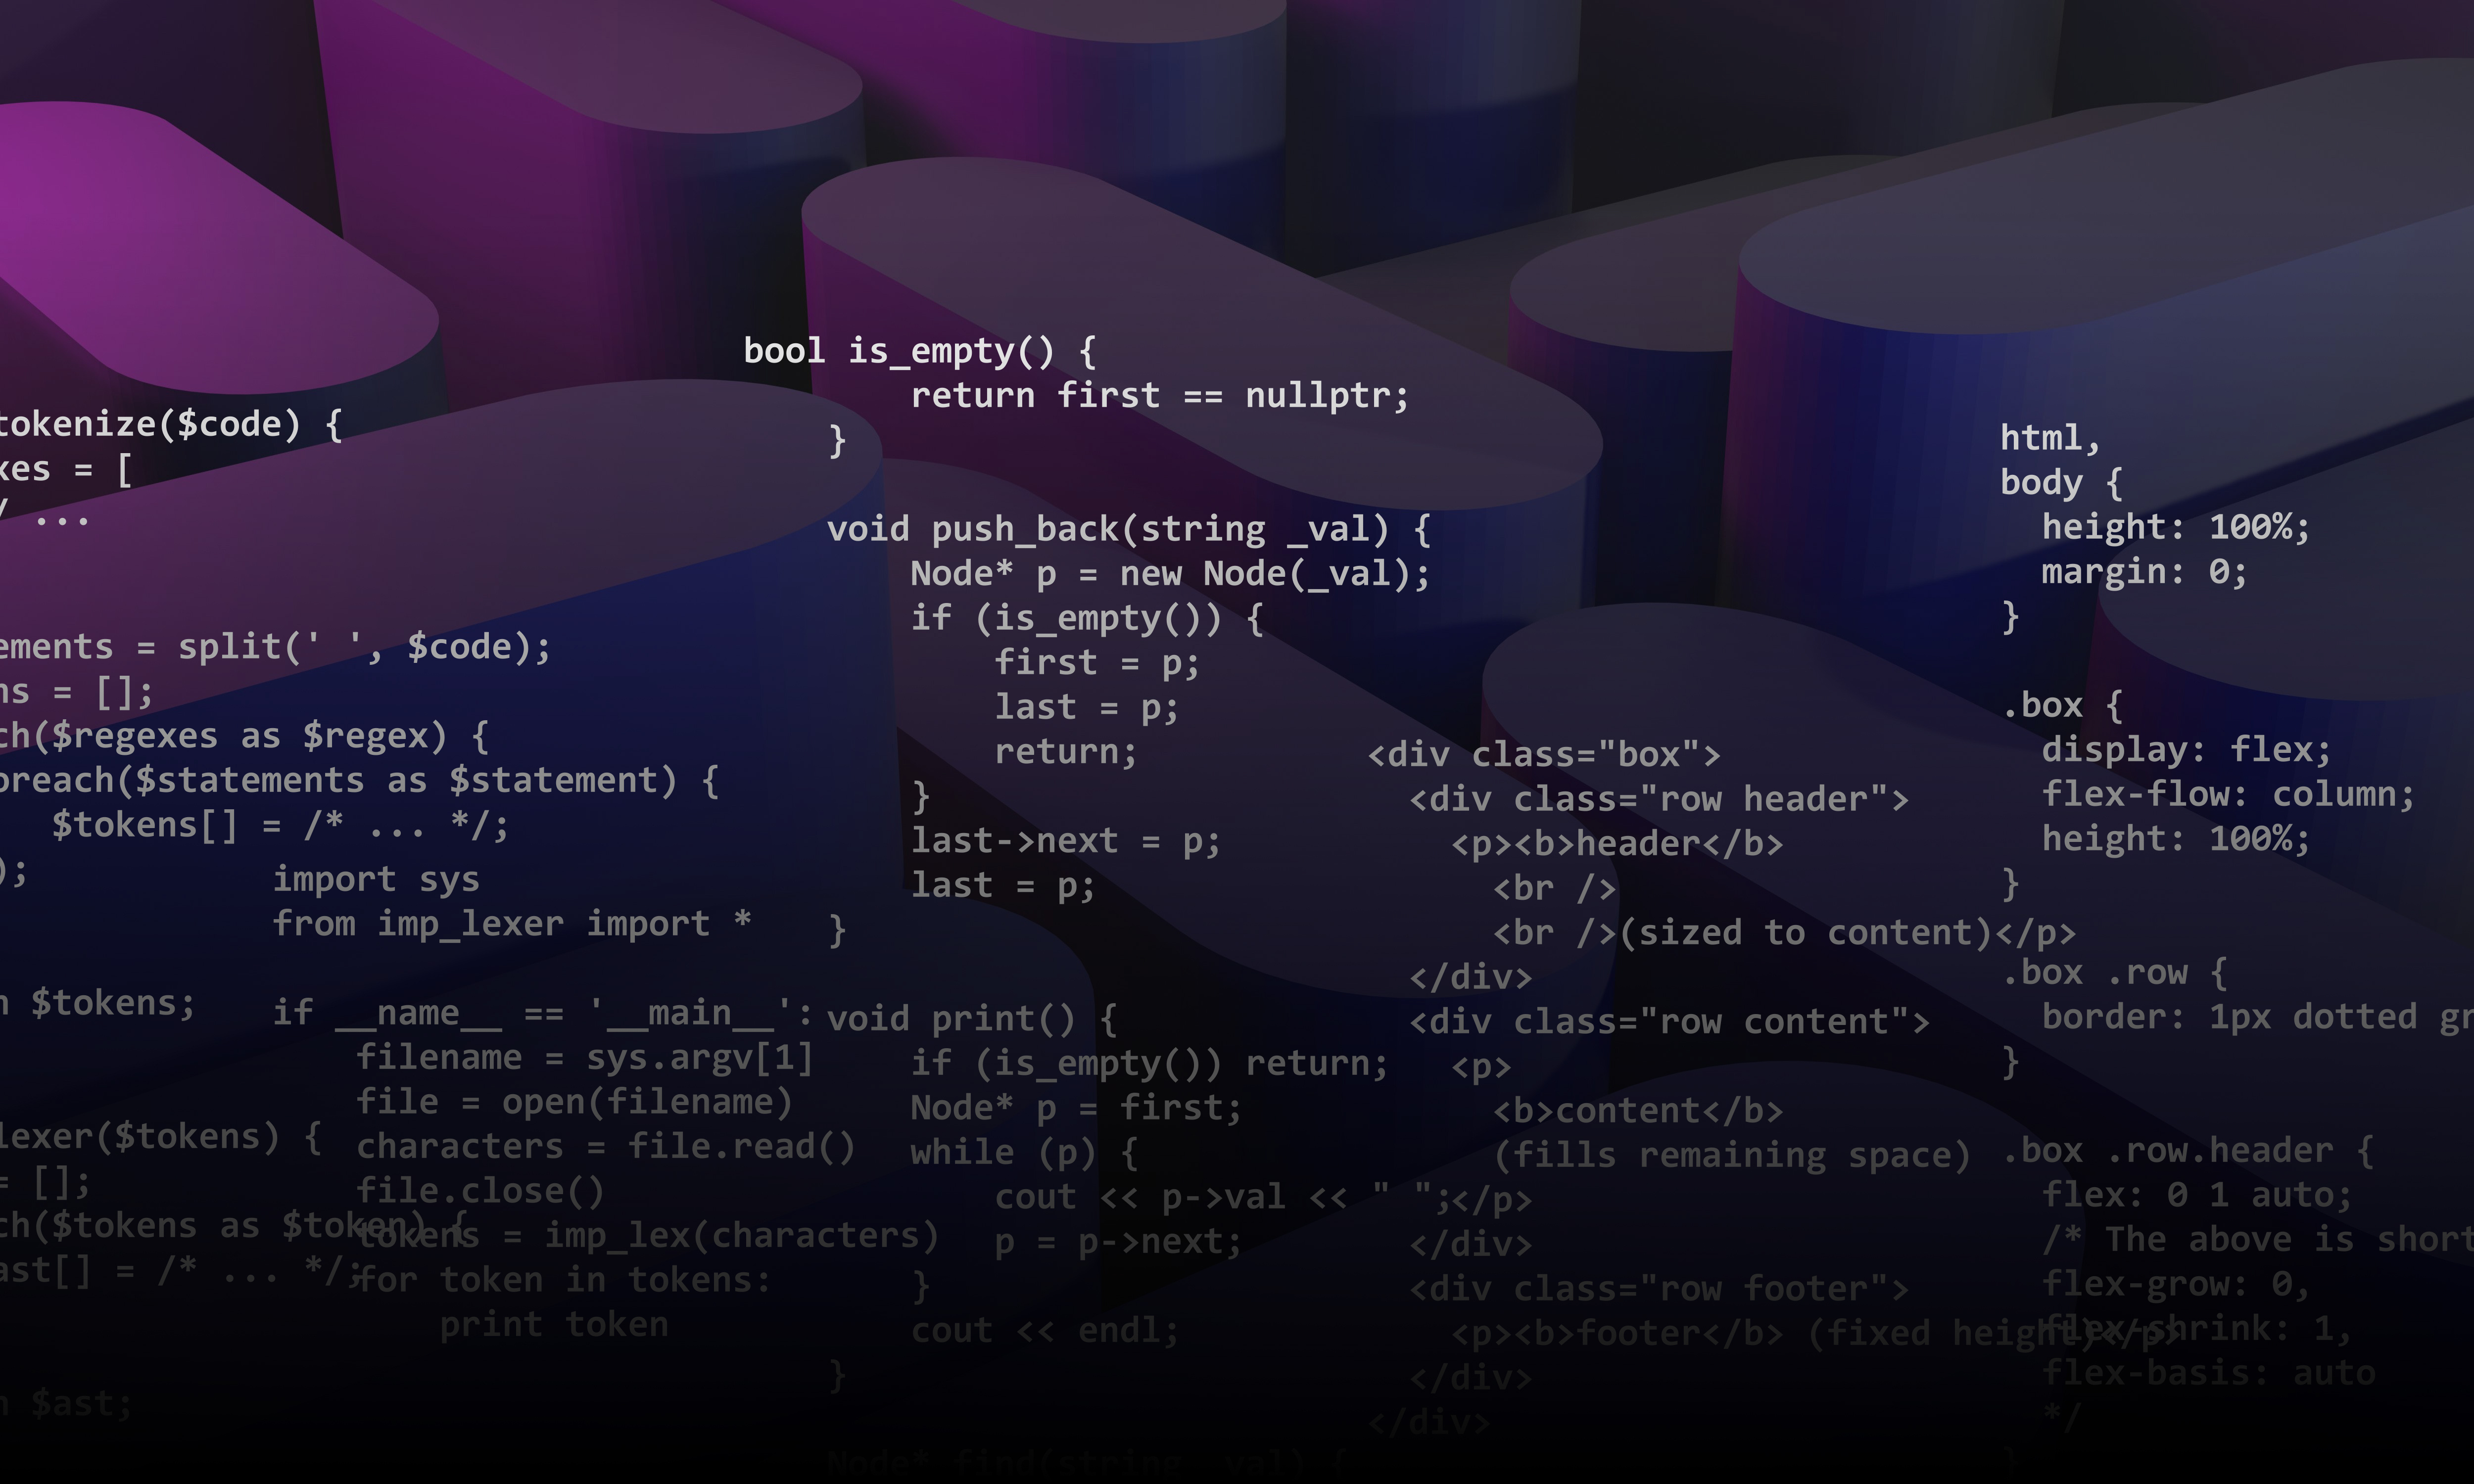 tokenize($code) {
xes = [
/ ...
ements = split(' ', $code);
ns = [];
ch($regexes as $regex) {
oreach($statements as $statement) {
$tokens[] = /* ... */;
);
n $tokens;
lexer($tokens) {
= [];
ch($tokens as $token) {
ast[] = /* ... */;
n $ast;
import sys
from imp_lexer import *
if __name__ == '__main__':
filename = sys.argv[1]
file = open(filename)
characters = file.read()
file.close()
tokens = imp_lex(characters)
for token in tokens:
print token
bool is_empty() {
return first == nullptr;
}
void push_back(string _val) {
Node* p = new Node(_val);
if (is_empty()) {
first = p;
last = p;
return;
}
last->next = p;
last = p;
}
void print() {
if (is_empty()) return;
Node* p = first;
while (p) {
cout << p->val << " ";
p = p->next;
}
cout << endl;
}
Node* find(string _val) {
<div class="box">
<div class="row header">
<p><b>header</b>
<br />
<br />(sized to content)</p>
</div>
<div class="row content">
<p>
<b>content</b>
(fills remaining space)
</p>
</div>
<div class="row footer">
<p><b>footer</b> (fixed height)</p>
</div>
</div>
html,
body {
height: 100%;
margin: 0;
}
.box {
display: flex;
flex-flow: column;
height: 100%;
}
.box .row {
border: 1px dotted gr
}
.box .row.header {
flex: 0 1 auto;
/* The above is short
flex-grow: 0,
flex-shrink: 1,
flex-basis: auto
*/
}